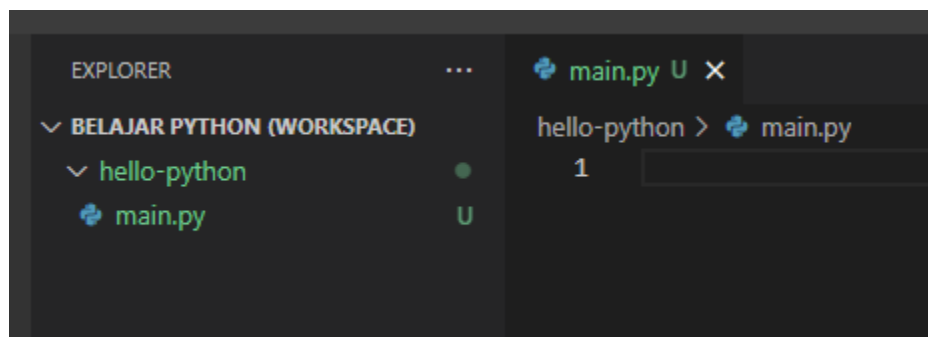 EXPLORER ···
BELAJAR PYTHON (WORKSPACE)
hello-python
main.py U
main.py U
hello-python > main.py
1